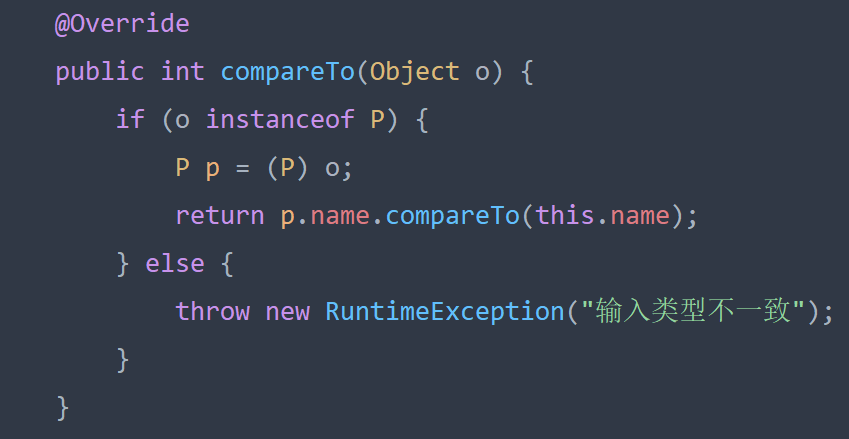 @Override
public int compareTo(Object o) {
    if (o instanceof P) {
        P p = (P) o;
        return p.name.compareTo(this.name);
    } else {
        throw new RuntimeException("输入类型不一致");
    }
}